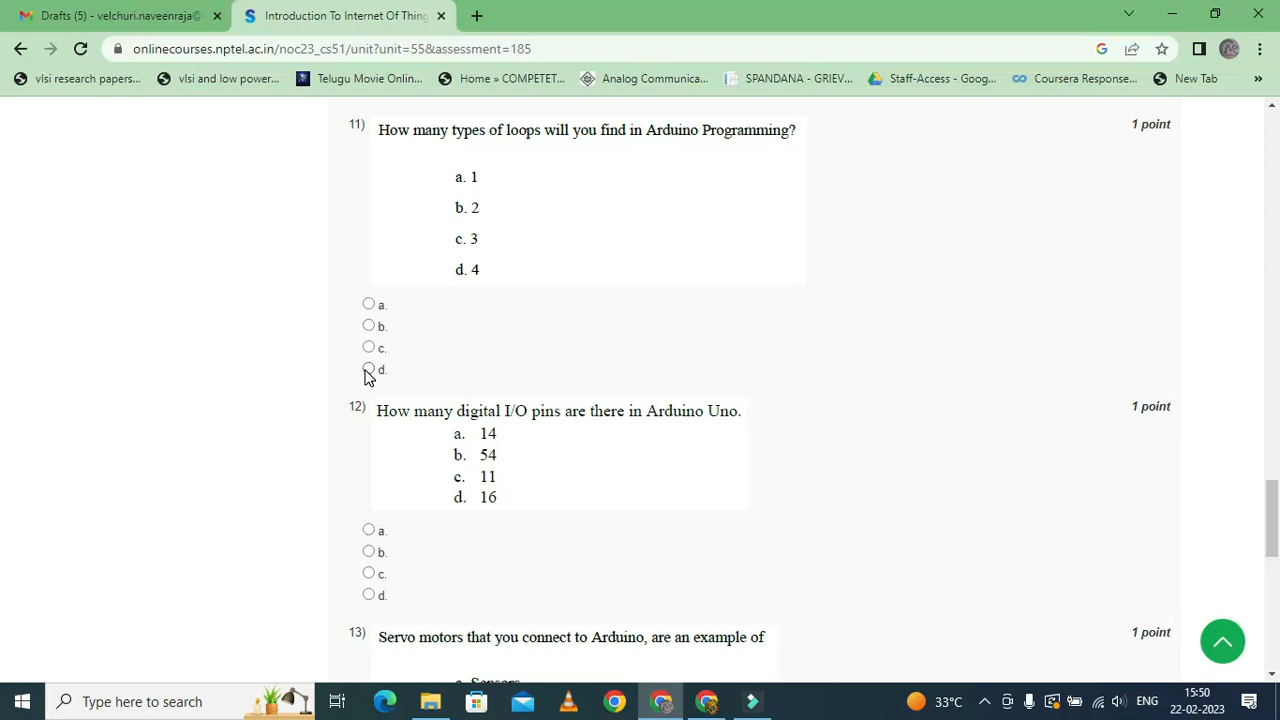 Drafts (5) - velchuri.naveenraja@
Introduction To Internet Of Thing
onlinecourses.nptel.ac.in/noc23_cs51/unit?unit=55&assessment=185
vlsi research papers...
vlsi and low power...
Telugu Movie Onlin...
Home » COMPETET...
Analog Communica...
SPANDANA - GRIEV...
Staff-Access - Goog...
Coursera Response...
New Tab
11) How many types of loops will you find in Arduino Programming? 1 point
a. 1
b. 2
c. 3
d. 4
a.
b.
c.
d.
12) How many digital I/O pins are there in Arduino Uno. 1 point
a. 14
b. 54
c. 11
d. 16
a.
b.
c.
d.
13) Servo motors that you connect to Arduino, are an example of 1 point
a. Sensors
Type here to search
33°C
ENG
15:50
22-02-2023